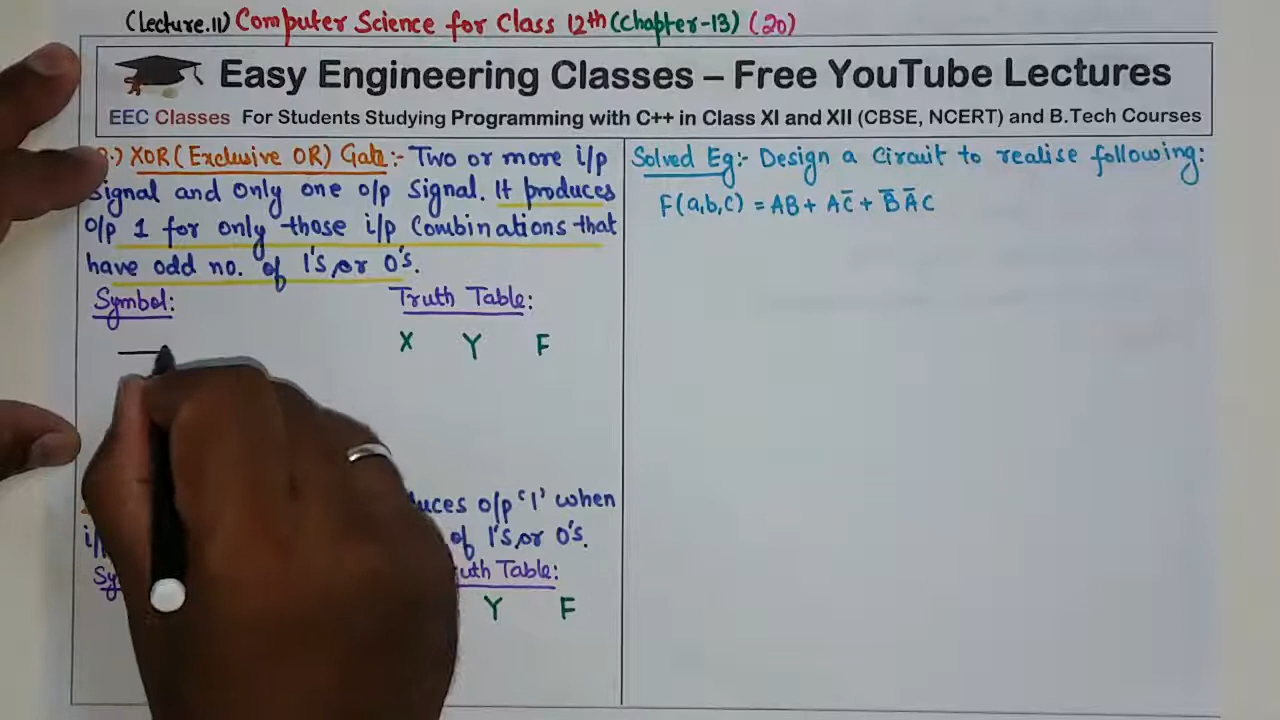 (Lecture.11) Computer Science for Class 12th (Chapter-13) (20)
Easy Engineering Classes – Free YouTube Lectures
EEC Classes For Students Studying Programming with C++ in Class XI and XII (CBSE, NCERT) and B.Tech Courses
XOR (Exclusive OR) Gate:- Two or more i/p
signal and only one o/p signal. It produces
o/p 1 for only those i/p Combinations that
have odd no. of 1's, or 0's.
Symbol:
Truth Table:
X Y F
o/p '1' when
of 1's, or 0's.
Table:
Y F
Solved Eg:- Design a Circuit to realise following:
F(a,b,c) = AB + AC̅ + B̅ A̅ C